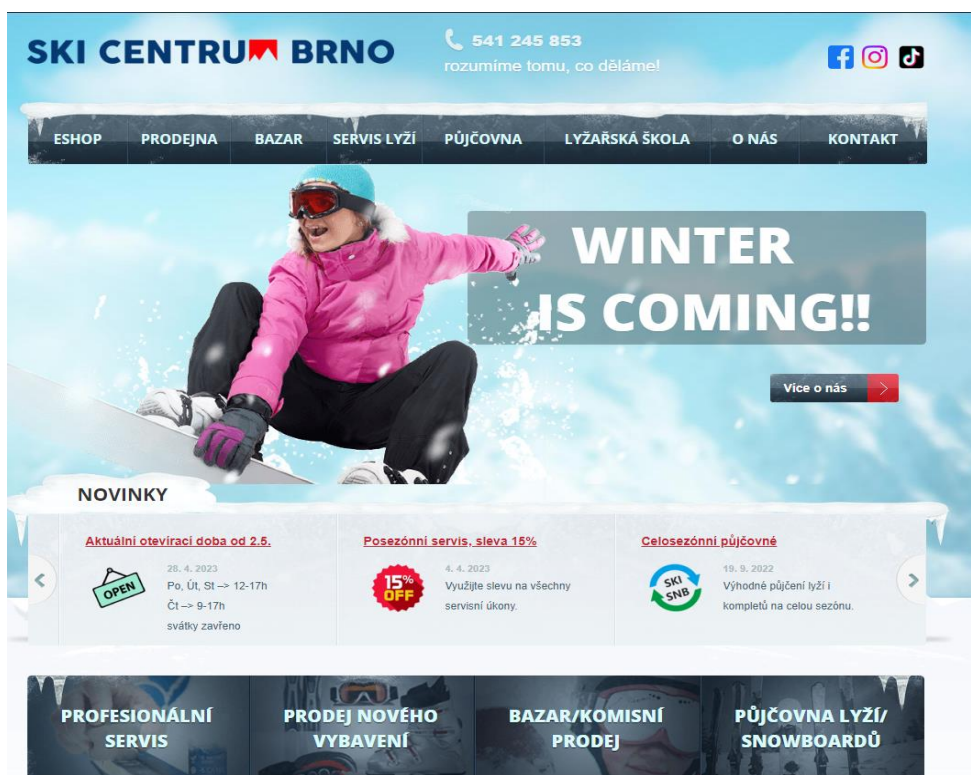 SKI CENTRUM BRNO
541 245 853
rozumíme tomu, co děláme!
ESHOP PRODEJNA BAZAR SERVIS LYŽÍ PŮJČOVNA LYŽAŘSKÁ ŠKOLA O NÁS KONTAKT
WINTER
IS COMING!!
Více o nás
NOVINKY
Aktuální otevírací doba od 2.5.
OPEN
28. 4. 2023
Po, Út, St –> 12-17h
Čt –> 9-17h
svátky zavřeno
Posezónní servis, sleva 15%
15%
OFF
4. 4. 2023
Využijte slevu na všechny
servisní úkony.
Celosezónní půjčovné
SKI
SNB
19. 9. 2022
Výhodné půjčení lyží i
kompletů na celou sezónu.
PROFESIONÁLNÍ
SERVIS
PRODEJ NOVÉHO
VYBAVENÍ
BAZAR/KOMISNÍ
PRODEJ
PŮJČOVNA LYŽÍ/
SNOWBOARDŮ